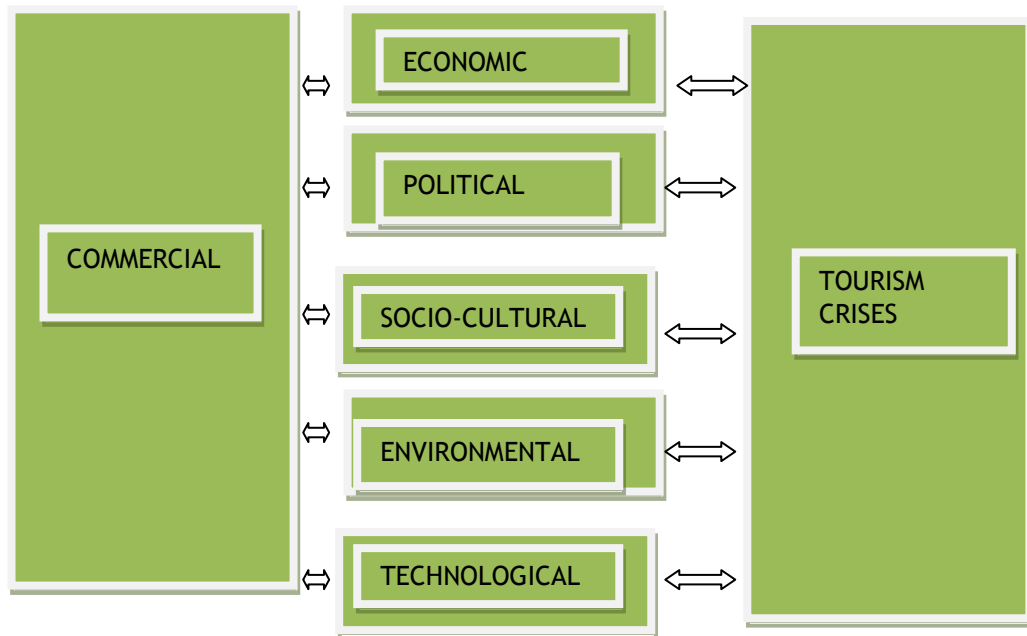 COMMERCIAL
ECONOMIC
POLITICAL
SOCIO-CULTURAL
ENVIRONMENTAL
TECHNOLOGICAL
TOURISM
CRISES